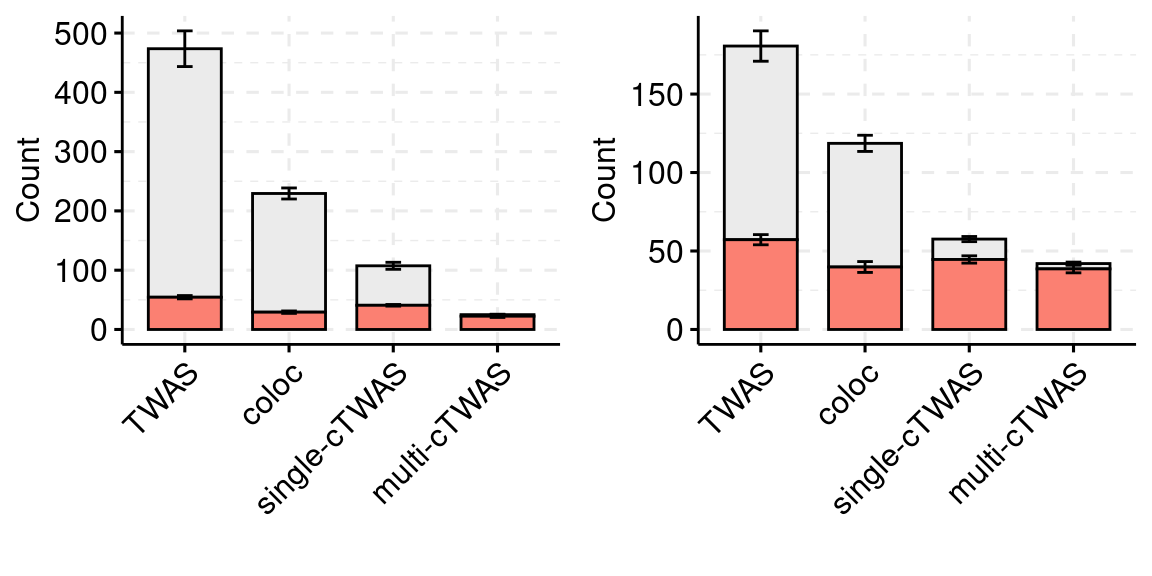 Count
500
400
300
200
100
0
TWAS
coloc
single-cTWAS
multi-cTWAS
Count
150
100
50
0
TWAS
coloc
single-cTWAS
multi-cTWAS